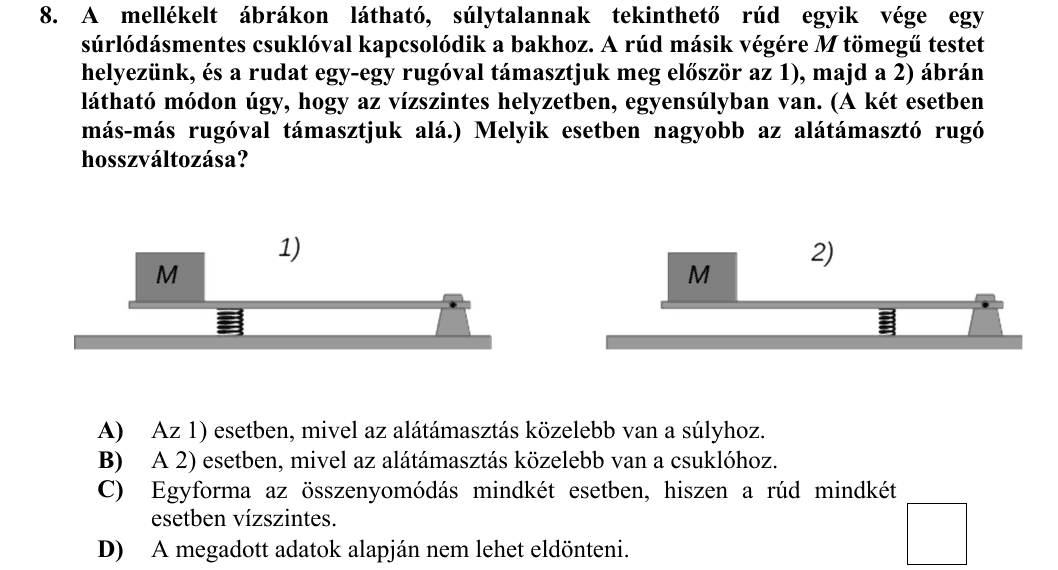 8. A mellékelt ábrákon látható, súlytalannak tekinthető rúd egyik vége egy
súrlódásmentes csuklóval kapcsolódik a bakhoz. A rúd másik végére M tömegű testet
helyezünk, és a rudat egy-egy rugóval támasztjuk meg először az 1), majd a 2) ábrán
látható módon úgy, hogy az vízszintes helyzetben, egyensúlyban van. (A két esetben
más-más rugóval támasztjuk alá.) Melyik esetben nagyobb az alátámasztó rugó
hosszváltozása?
1)
M
2)
M
A) Az 1) esetben, mivel az alátámasztás közelebb van a súlyhoz.
B) A 2) esetben, mivel az alátámasztás közelebb van a csuklóhoz.
C) Egyforma az összenyomódás mindkét esetben, hiszen a rúd mindkét
esetben vízszintes.
D) A megadott adatok alapján nem lehet eldönteni.